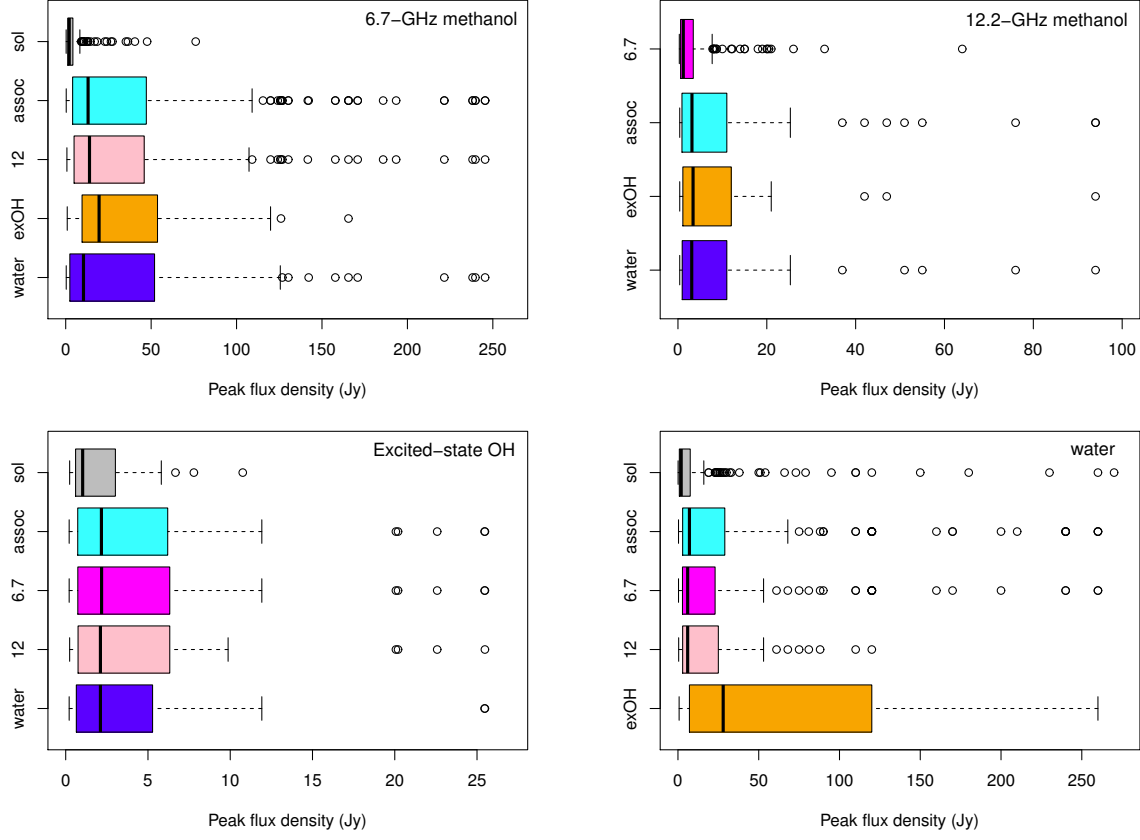 6.7−GHz methanol
sol
assoc
12
exOH
water
0 50 100 150 200 250
Peak flux density (Jy)
12.2−GHz methanol
6.7
assoc
exOH
water
0 20 40 60 80 100
Peak flux density (Jy)
Excited−state OH
sol
assoc
6.7
12
water
0 5 10 15 20 25
Peak flux density (Jy)
water
sol
assoc
6.7
12
exOH
0 50 100 150 200 250
Peak flux density (Jy)